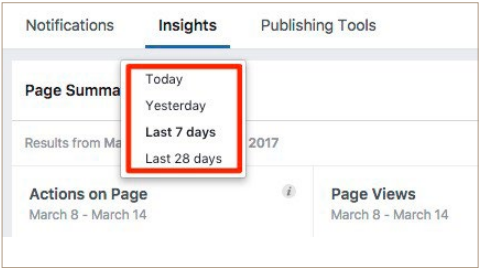 Notifications Insights Publishing Tools
Today
Page Summa
Yesterday
Last 7 days
Results from Ma 2017
Last 28 days
Actions on Page i Page Views
March 8 - March 14 March 8 - March 14